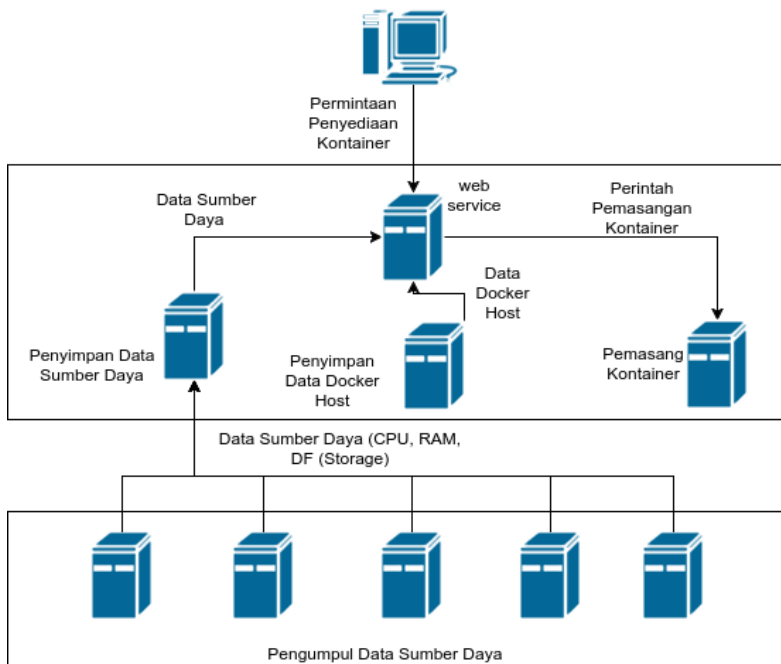 Permintaan
Penyediaan
Kontainer
Data Sumber
Daya
web
service
Perintah
Pemasangan
Kontainer
Data
Docker
Host
Penyimpan Data
Sumber Daya
Penyimpan
Data Docker
Host
Pemasang
Kontainer
Data Sumber Daya (CPU, RAM,
DF (Storage)
Pengumpul Data Sumber Daya